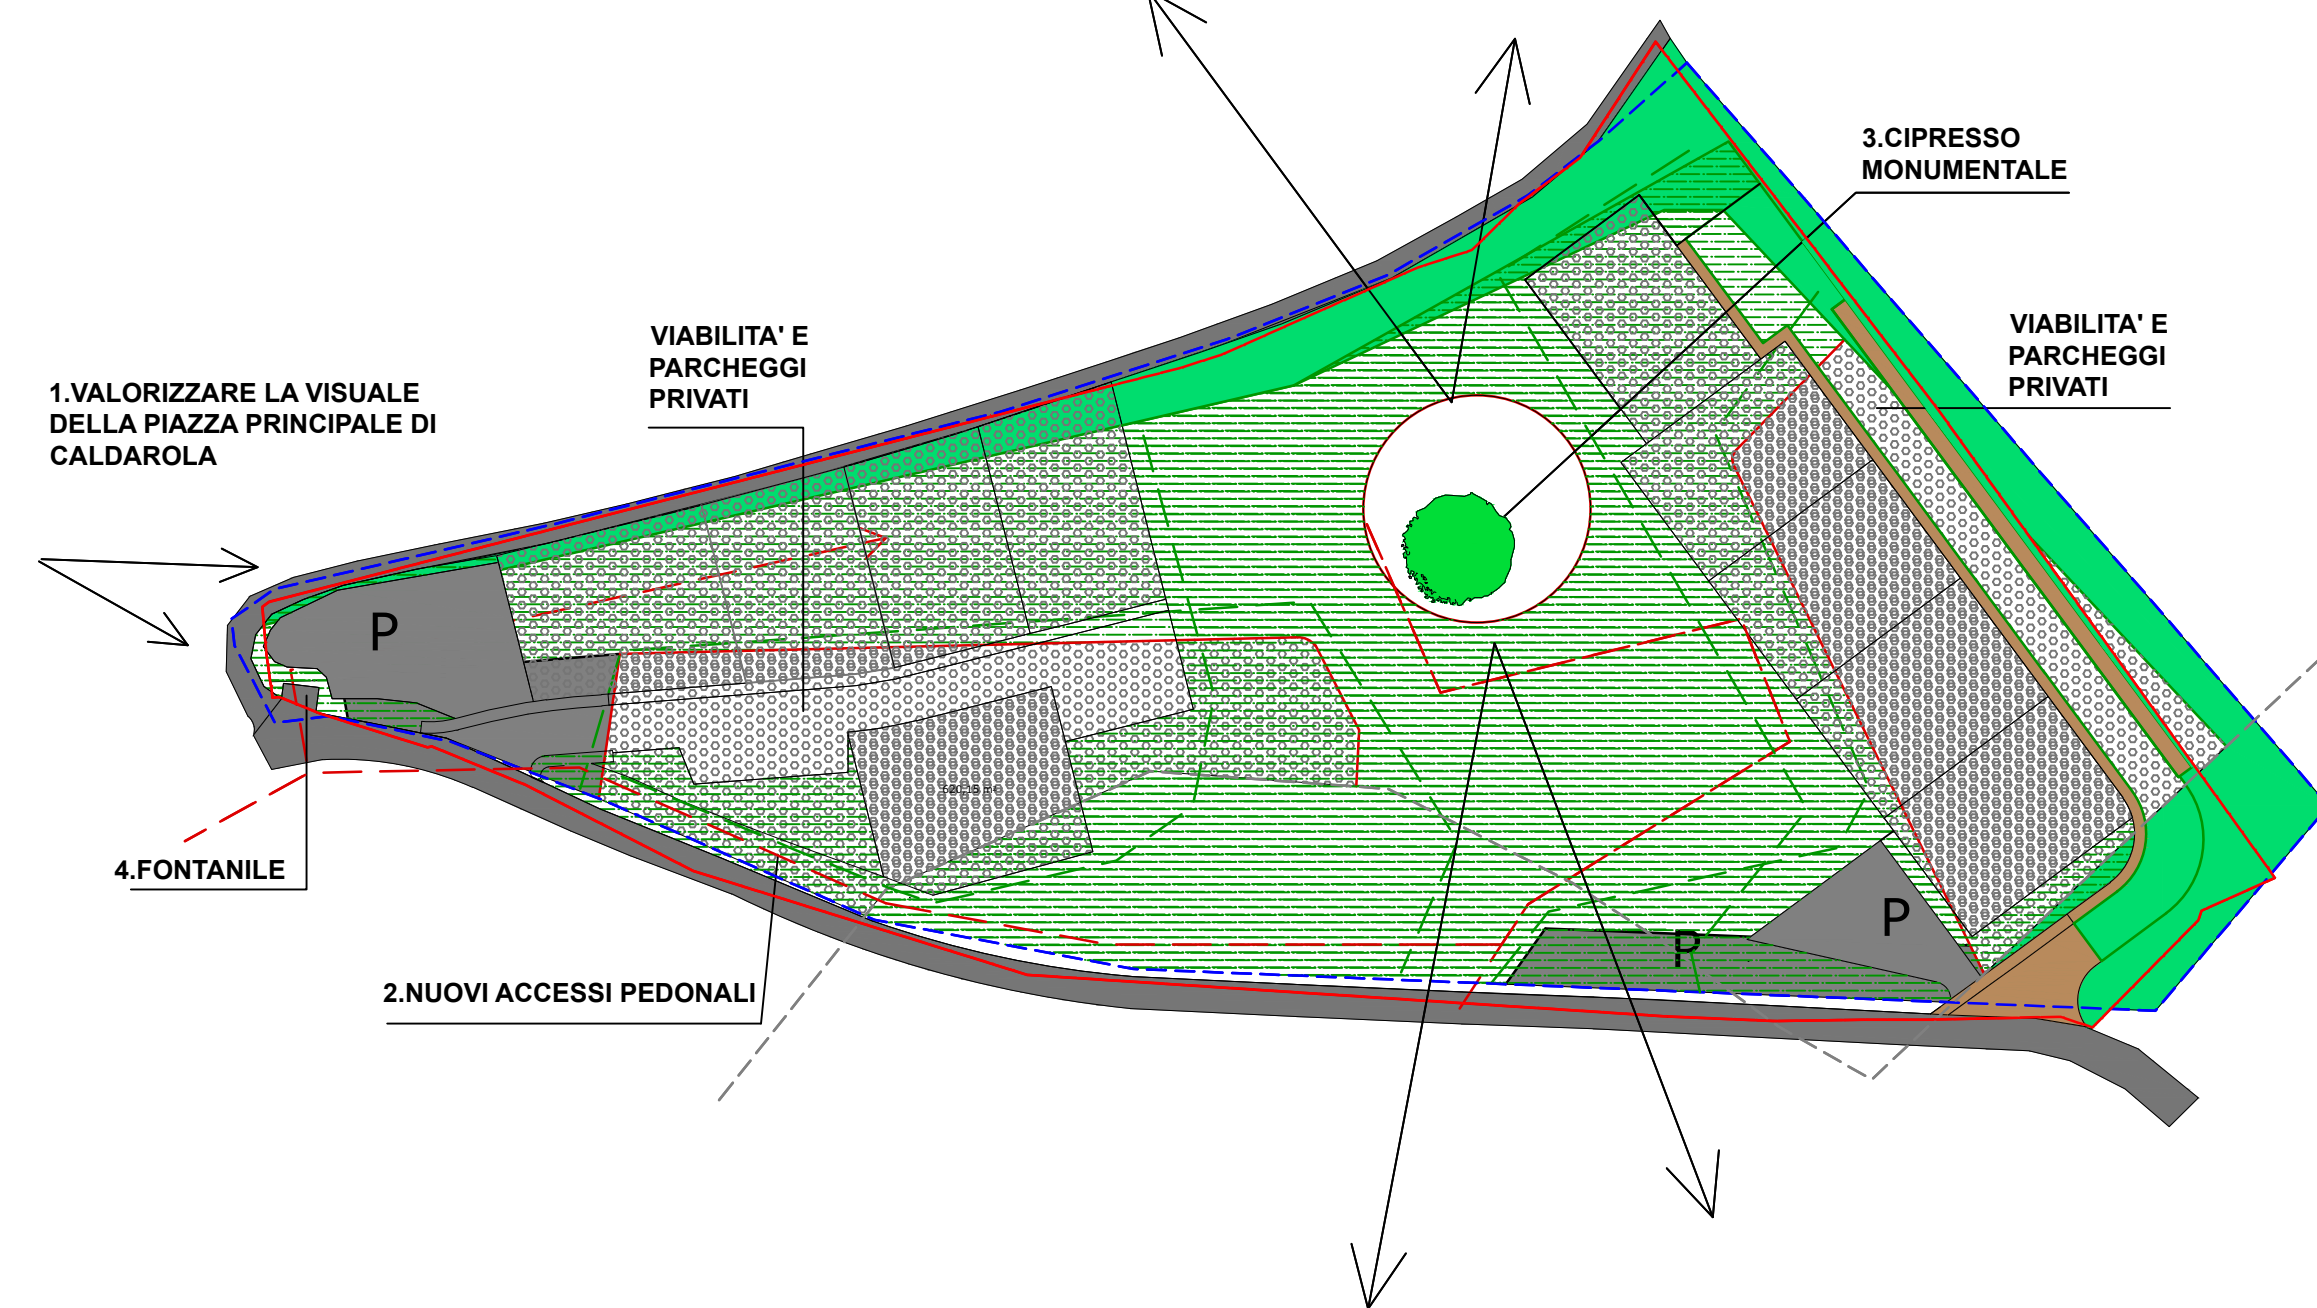 3.CIPRESSO
MONUMENTALE
VIABILITA' E
PARCHEGGI
PRIVATI
VIABILITA' E
PARCHEGGI
PRIVATI
1.VALORIZZARE LA VISUALE
DELLA PIAZZA PRINCIPALE DI
CALDAROLA
P
4.FONTANILE
P
P
2.NUOVI ACCESSI PEDONALI